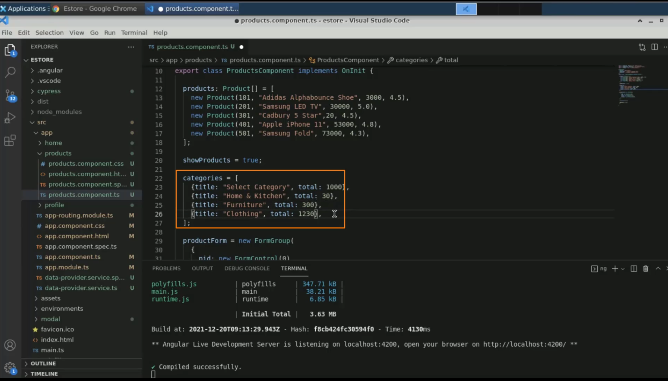 Applications
Estore - Google Chrome
products.component.t...
products.component.ts - estore - Visual Studio Code
File Edit Selection View Go Run Terminal Help
EXPLORER
ESTORE
.angular
.vscode
cypress
dist
node_modules
src
app
home
products
products.component.css U
products.component.ht... U
products.component.sp... U
products.component.ts U
profile
app-routing.module.ts M
app.component.css M
app.component.html M
app.component.spec.ts
app.component.ts M
app.module.ts M
data-provider.service.sp... U
data-provider.service.ts U
assets
environments
modal
favicon.ico
index.html
main.ts
OUTLINE
TIMELINE
products.component.ts U
src > app > products > products.component.ts > ProductsComponent > categories > total
10 export class ProductsComponent implements OnInit {
11
12 products: Product[] = [
13 new Product(101, "Adidas Alphabounce Shoe", 3000, 4.5),
14 new Product(201, "Samsung LED TV", 30000, 5.0),
15 new Product(301, "Cadbury 5 Star",20, 4.5),
16 new Product(401, "Apple iPhone 11", 53000, 4.8),
17 new Product(501, "Samsung Fold", 73000, 4.3),
18 ];
19
20 showProducts = true;
21
22 categories = [
23 {title: "Select Category", total: 1000},
24 {title: "Home & Kitchen", total: 30},
25 {title: "Furniture", total: 300},
26 {title: "Clothing", total: 1230},
27 ];
28
29 productForm = new FormGroup(
30 {
31 pid: new FormControl(0)
PROBLEMS OUTPUT DEBUG CONSOLE TERMINAL
polyfills.js | polyfills | 347.71 kB |
main.js | main | 38.21 kB |
runtime.js | runtime | 6.85 kB |
| Initial Total | 3.63 MB
Build at: 2021-12-20T09:13:29.943Z - Hash: f8cb424fc30594f0 - Time: 4130ms
** Angular Live Development Server is listening on localhost:4200, open your browser on http://localhost:4200/ **
✔ Compiled successfully.